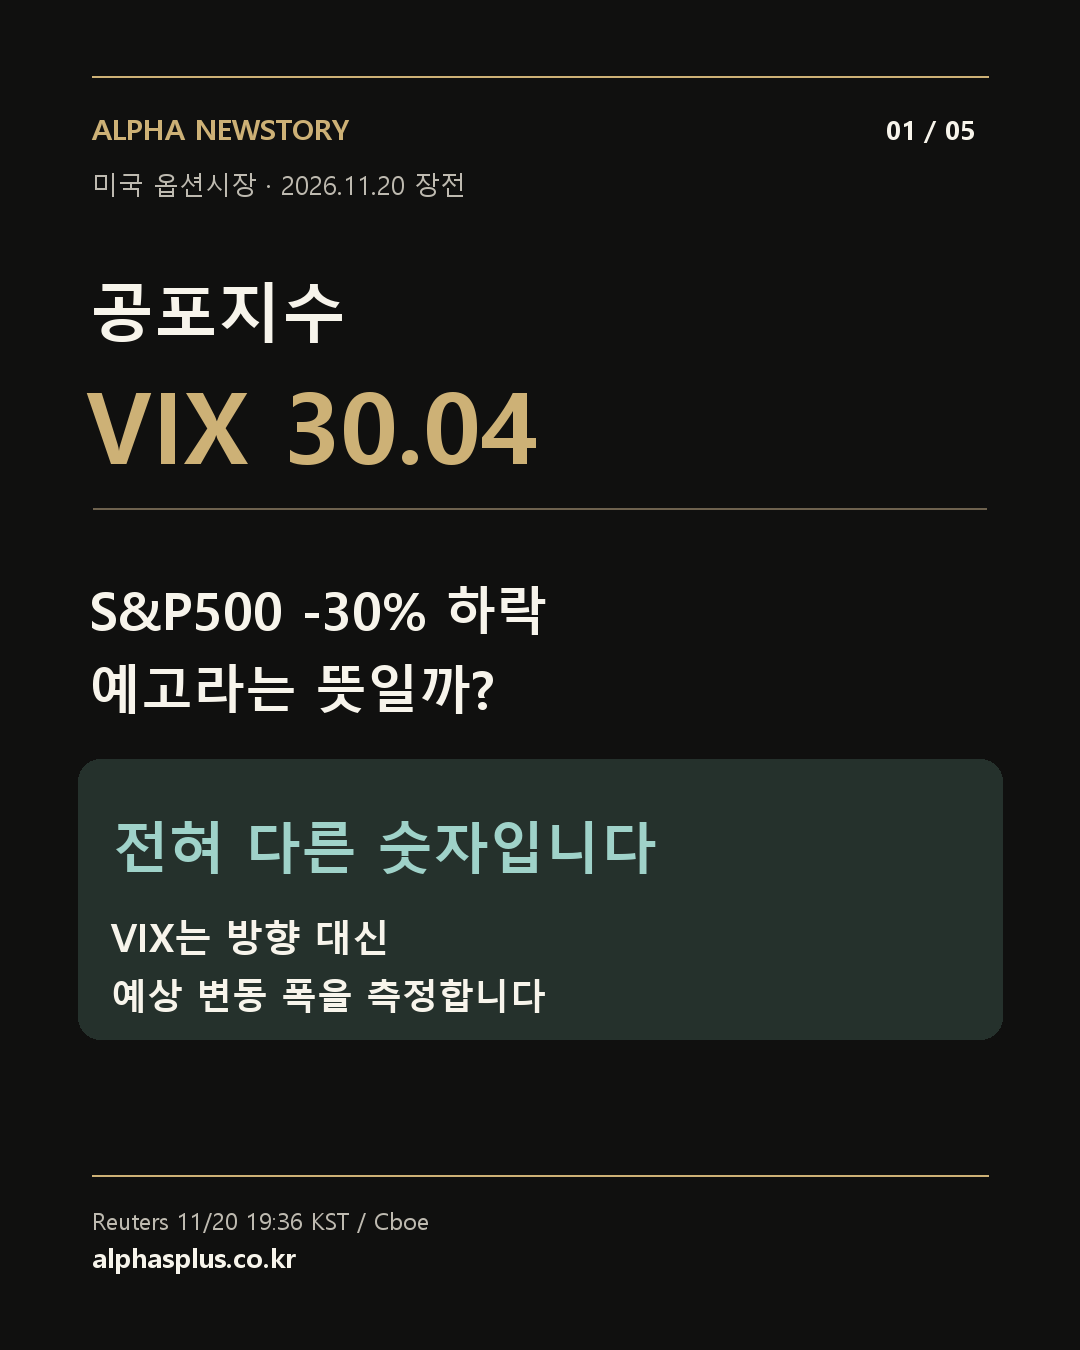 ALPHA NEWSTORY
01 / 05
미국 옵션시장 · 2026.11.20 장전
공포지수
VIX 30.04
S&P500 -30% 하락
예고라는 뜻일까?
전혀 다른 숫자입니다
VIX는 방향 대신
예상 변동 폭을 측정합니다
Reuters 11/20 19:36 KST / Cboe
alphasplus.co.kr